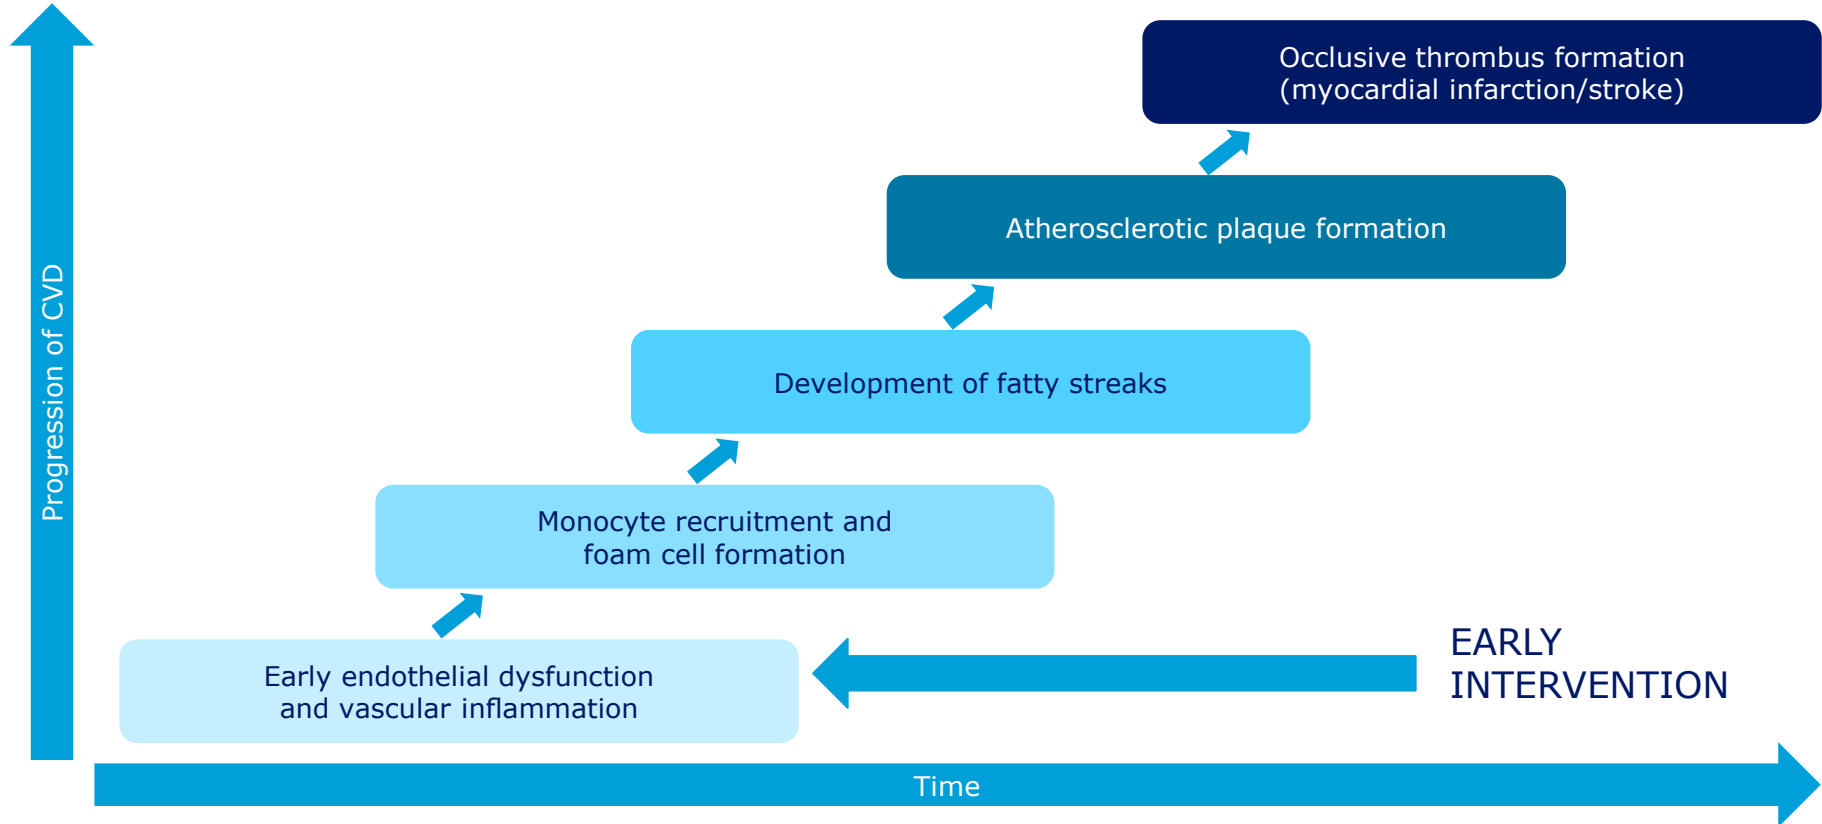 Occlusive thrombus formation
(myocardial infarction/stroke)
Atherosclerotic plaque formation
Progression of CVD
Development of fatty streaks
Monocyte recruitment and
foam cell formation
Early endothelial dysfunction
and vascular inflammation
EARLY
INTERVENTION
Time